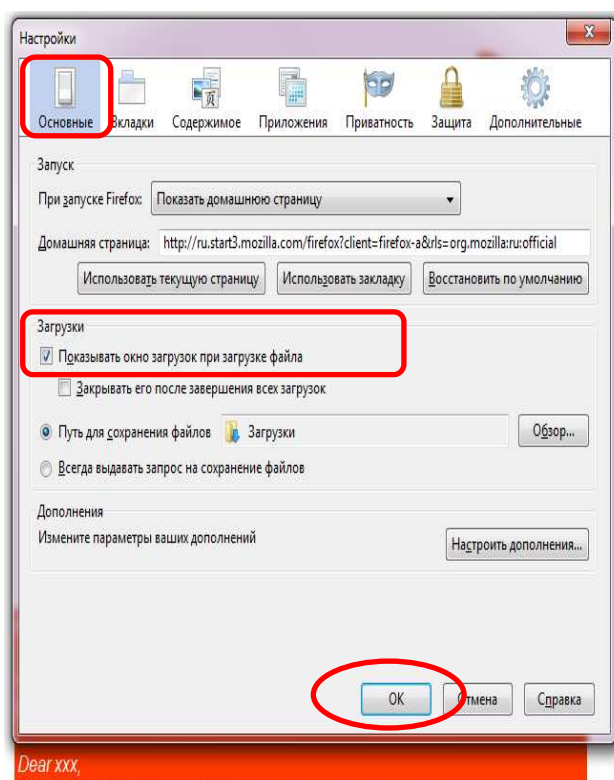 Настройки
Основные Вкладки Содержимое Приложения Приватность Защита Дополнительные
Запуск
При запуске Firefox: Показать домашнюю страницу
Домашняя страница: http://ru.start3.mozilla.com/firefox?client=firefox-a&rls=org.mozilla:ru:official
Использовать текущую страницу Использовать закладку Восстановить по умолчанию
Загрузки
Показывать окно загрузок при загрузке файла
Закрывать его после завершения всех загрузок
Путь для сохранения файлов Загрузки Обзор...
Всегда выдавать запрос на сохранение файлов
Дополнения
Измените параметры ваших дополнений Настроить дополнения...
OK Отмена Справка
Dear xxx,